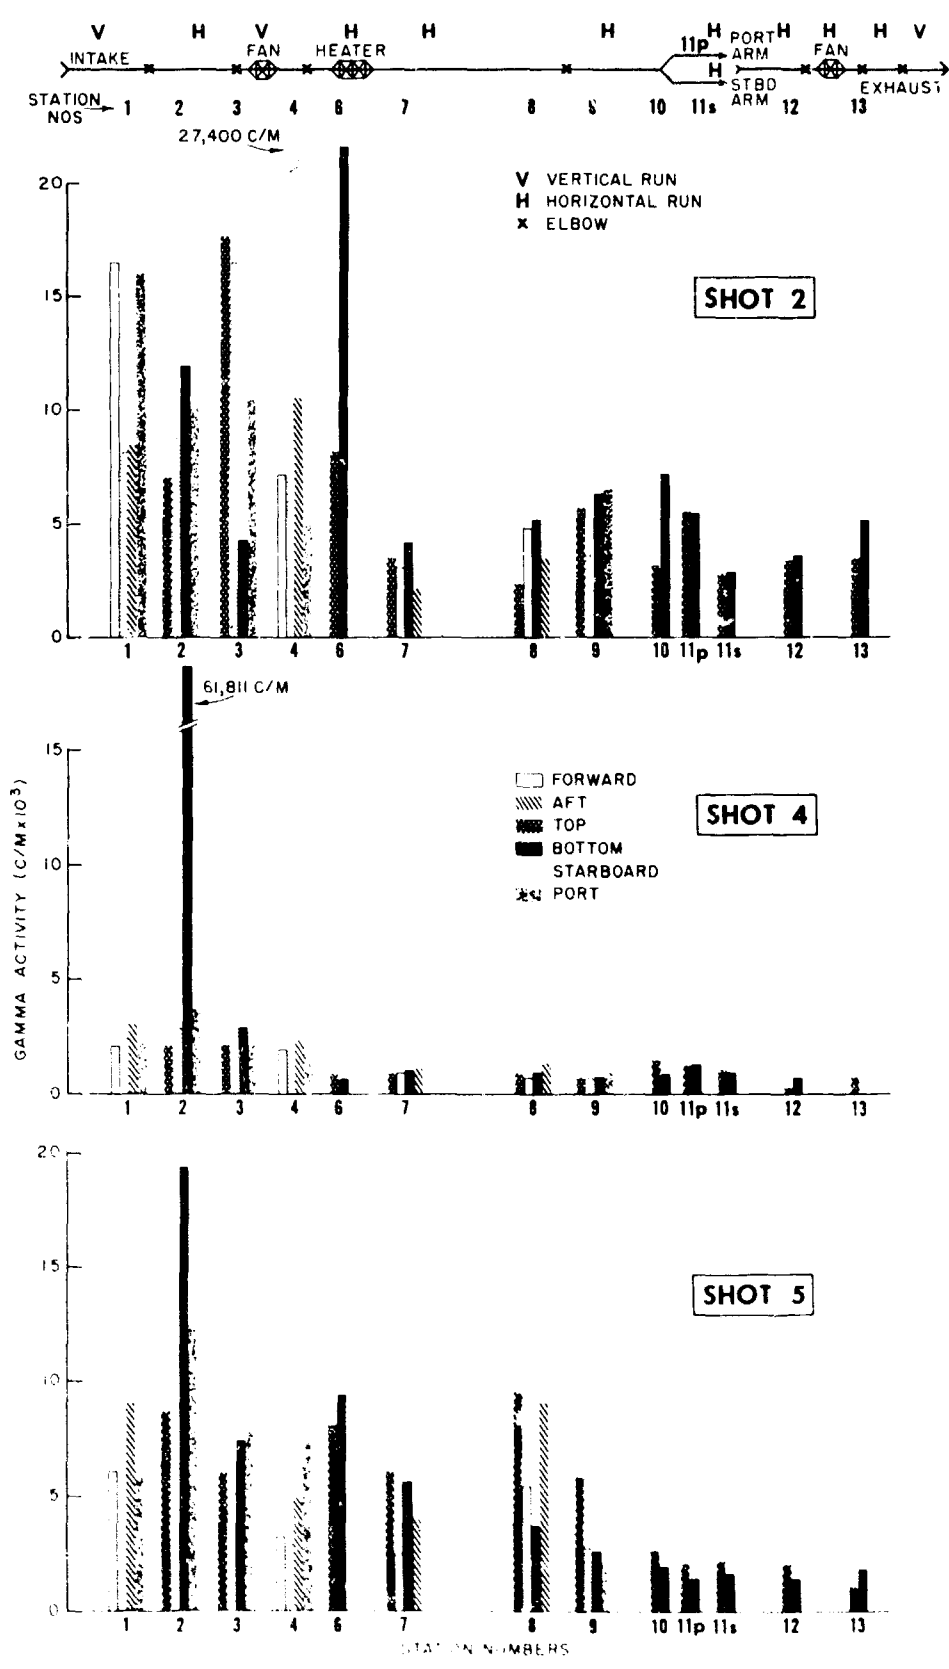 V H V H H H H H H H V
FAN HEATER 11p PORT ARM FAN
INTAKE H STBD ARM EXHAUST
STATION NOS 1 2 3 4 6 7 8 9 10 11s 12 13
27,400 C/M
20
V VERTICAL RUN
H HORIZONTAL RUN
x ELBOW
15
SHOT 2
10
5
0
1 2 3 4 6 7 8 9 10 11p 11s 12 13
61,811 C/M
15
FORWARD
AFT
SHOT 4
TOP
BOTTOM
STARBOARD
PORT
10
5
0
GAMMA ACTIVITY (C/M×10³)
1 2 3 4 6 7 8 9 10 11p 11s 12 13
20
15
SHOT 5
10
5
0
1 2 3 4 6 7 8 9 10 11p 11s 12 13
STATION NUMBERS